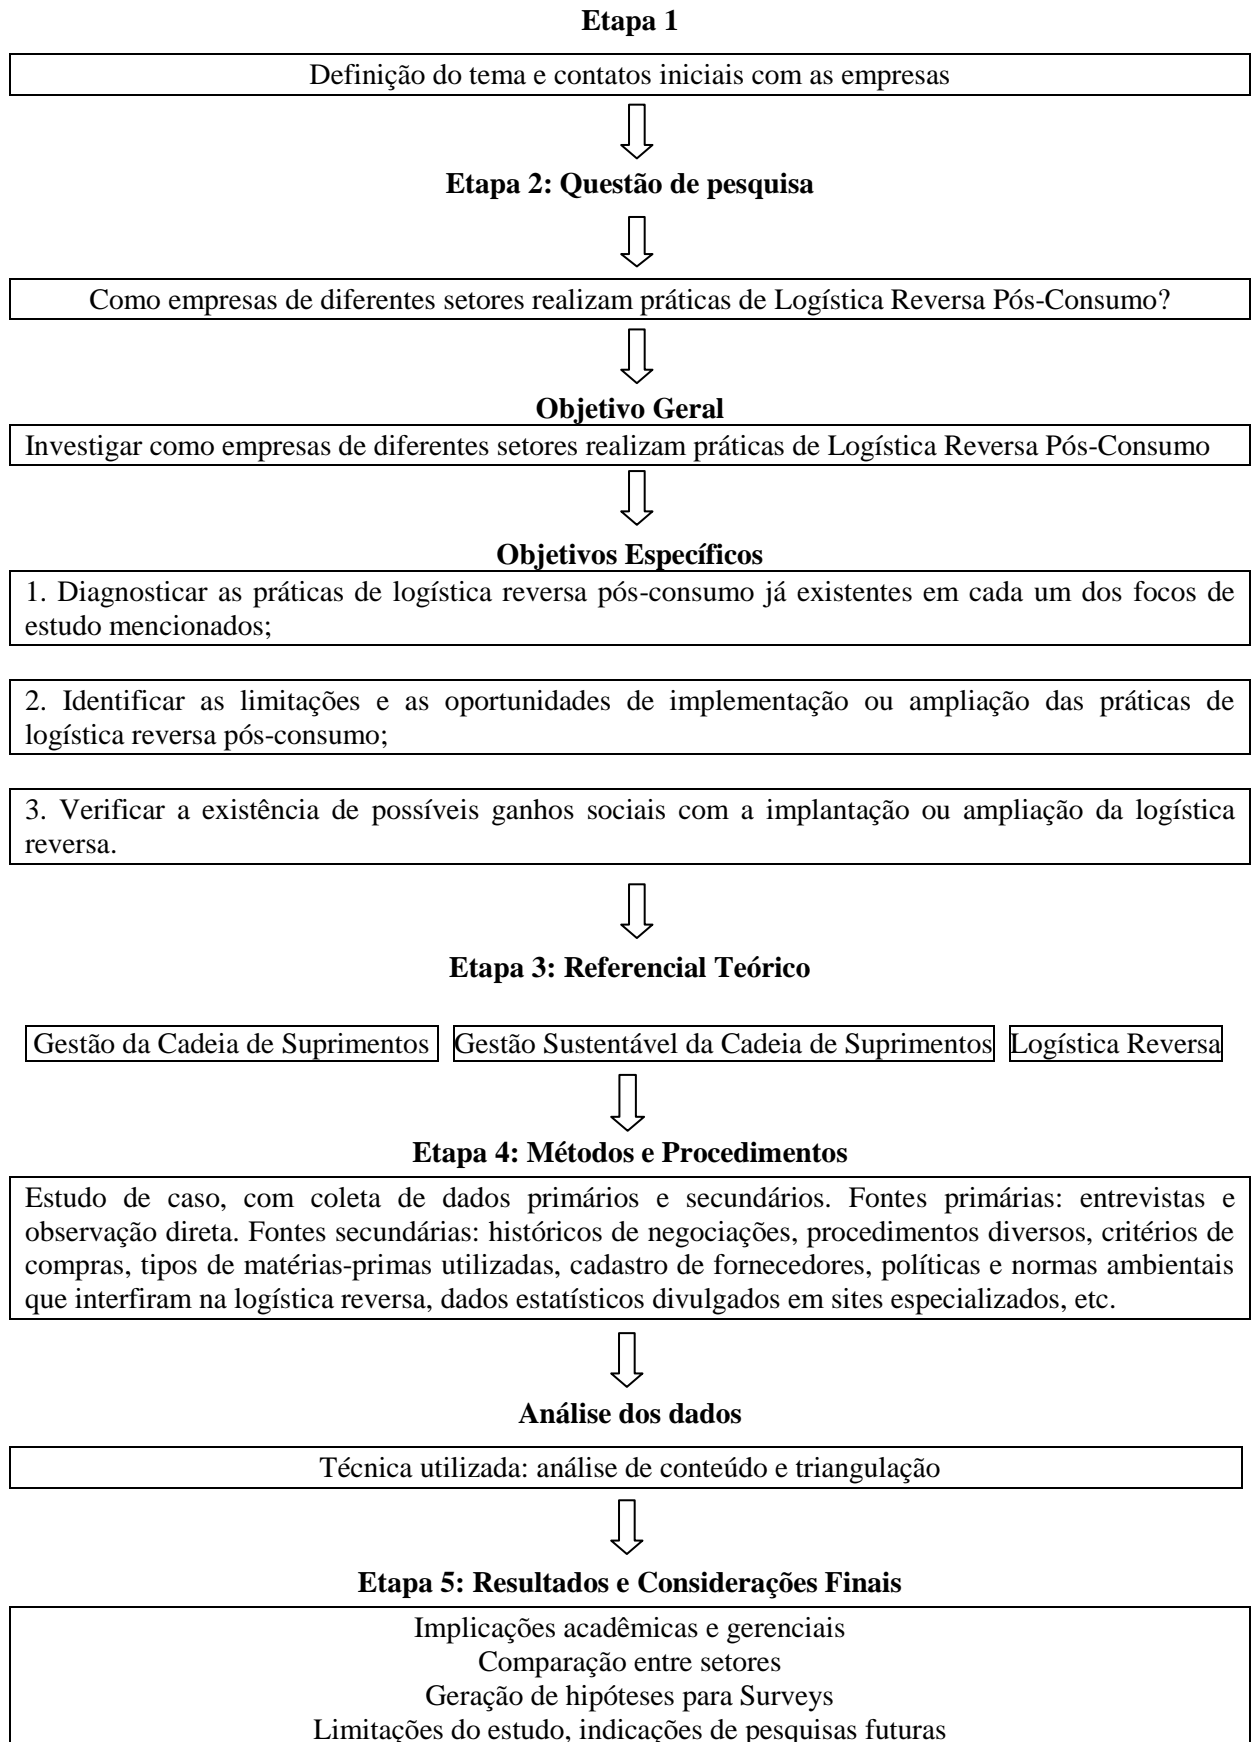 Etapa 1
Definição do tema e contatos iniciais com as empresas
Etapa 2: Questão de pesquisa
Como empresas de diferentes setores realizam práticas de Logística Reversa Pós-Consumo?
Objetivo Geral
Investigar como empresas de diferentes setores realizam práticas de Logística Reversa Pós-Consumo
Objetivos Específicos
1. Diagnosticar as práticas de logística reversa pós-consumo já existentes em cada um dos focos de
estudo mencionados;
2. Identificar as limitações e as oportunidades de implementação ou ampliação das práticas de
logística reversa pós-consumo;
3. Verificar a existência de possíveis ganhos sociais com a implantação ou ampliação da logística
reversa.
Etapa 3: Referencial Teórico
Gestão da Cadeia de Suprimentos Gestão Sustentável da Cadeia de Suprimentos Logística Reversa
Etapa 4: Métodos e Procedimentos
Estudo de caso, com coleta de dados primários e secundários. Fontes primárias: entrevistas e
observação direta. Fontes secundárias: históricos de negociações, procedimentos diversos, critérios de
compras, tipos de matérias-primas utilizadas, cadastro de fornecedores, políticas e normas ambientais
que interfiram na logística reversa, dados estatísticos divulgados em sites especializados, etc.
Análise dos dados
Técnica utilizada: análise de conteúdo e triangulação
Etapa 5: Resultados e Considerações Finais
Implicações acadêmicas e gerenciais
Comparação entre setores
Geração de hipóteses para Surveys
Limitações do estudo, indicações de pesquisas futuras